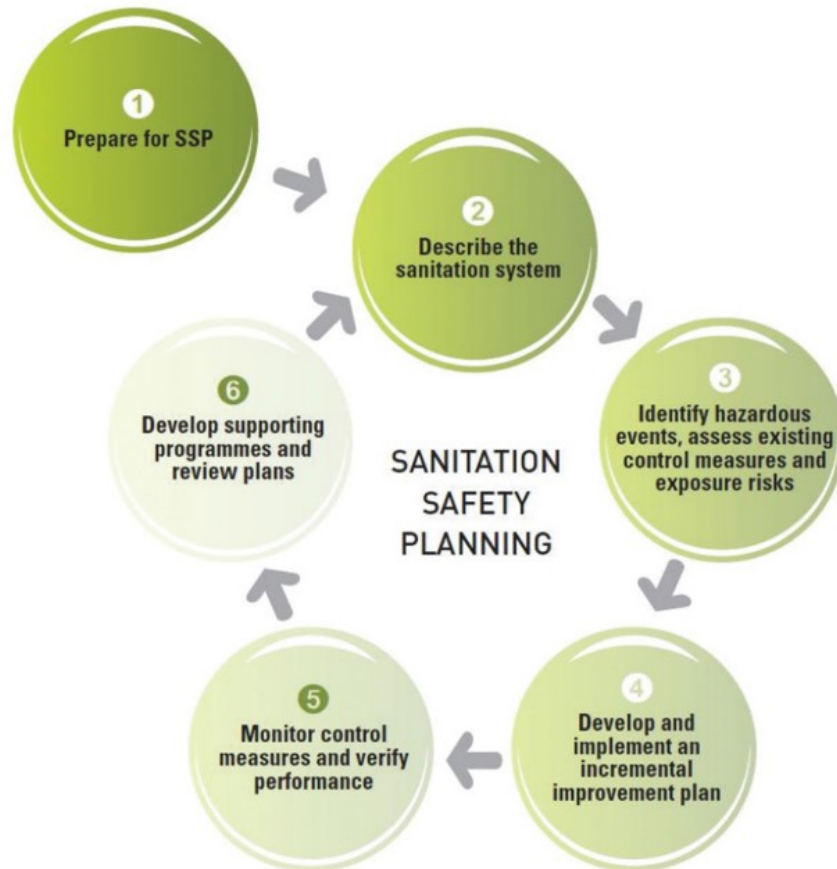 1
Prepare for SSP
2
Describe the
sanitation system
3
Identify hazardous
events, assess existing
control measures and
exposure risks
4
Develop and
implement an
incremental
improvement plan
5
Monitor control
measures and verify
performance
6
Develop supporting
programmes and
review plans
SANITATION
SAFETY
PLANNING